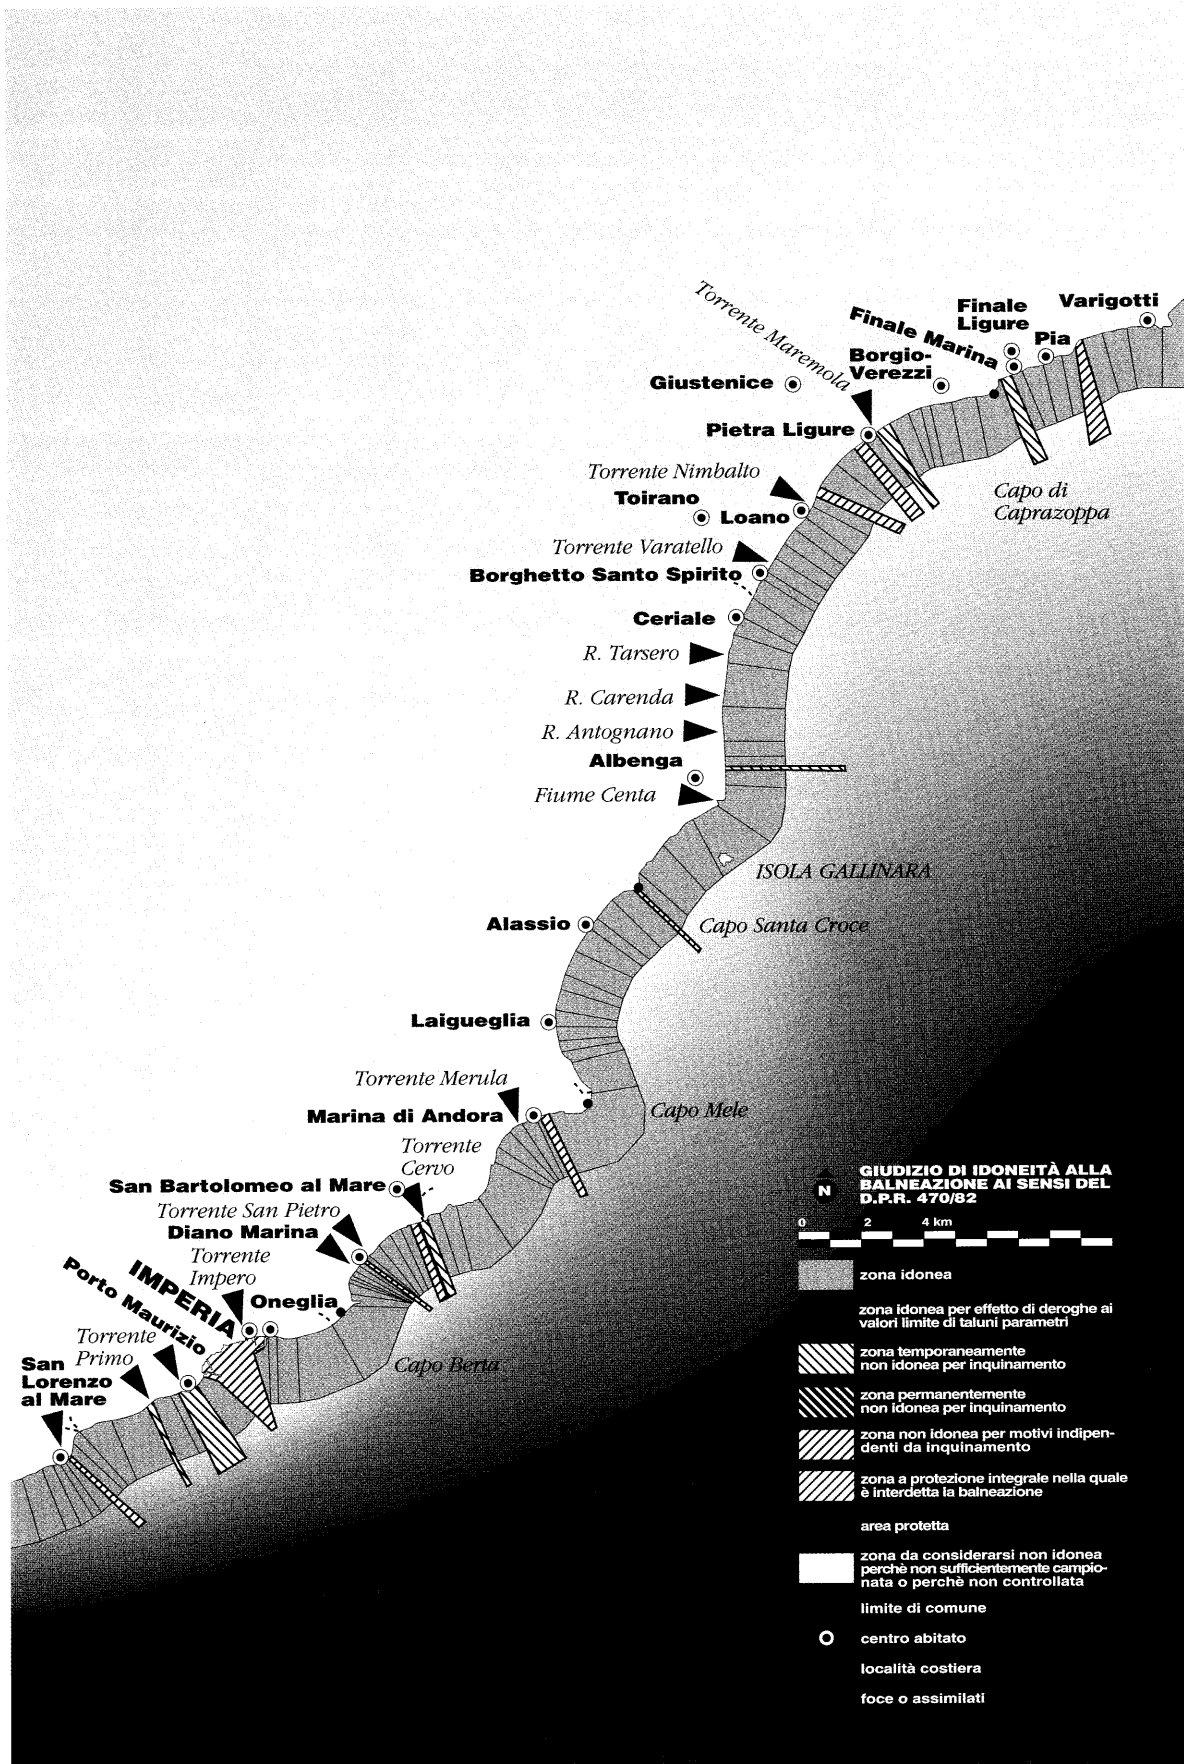 Torrente Maremola
Finale Marina
Finale
Ligure
Varigotti
Pia
Borgio-
Verezzi
Giustenice
Pietra Ligure
Torrente Nimbalto
Toirano
Loano
Capo di
Caprazoppa
Torrente Varatello
Borghetto Santo Spirito
Ceriale
R. Tarsero
R. Carenda
R. Antognano
Albenga
Fiume Centa
ISOLA GALLINARA
Alassio
Capo Santa Croce
Laigueglia
Torrente Merula
Marina di Andora
Capo Mele
Torrente
Cervo
San Bartolomeo al Mare
Torrente San Pietro
Diano Marina
Torrente
Impero
IMPERIA
Porto Maurizio
Oneglia
Torrente
Primo
San
Lorenzo
al Mare
Capo Berta
GIUDIZIO DI IDONEITÀ ALLA
BALNEAZIONE AI SENSI DEL
D.P.R. 470/82
N
0 2 4 km
zona idonea
zona idonea per effetto di deroghe ai
valori limite di taluni parametri
zona temporaneamente
non idonea per inquinamento
zona permanentemente
non idonea per inquinamento
zona non idonea per motivi indipen-
denti da inquinamento
zona a protezione integrale nella quale
è interdetta la balneazione
area protetta
zona da considerarsi non idonea
perchè non sufficientemente campio-
nata o perchè non controllata
limite di comune
centro abitato
località costiera
foce o assimilati